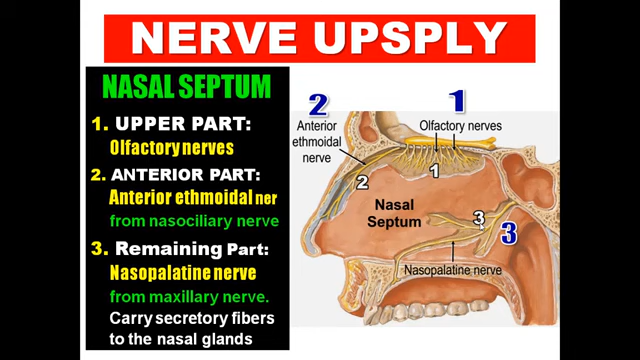 NERVE UPSPLY
NASAL SEPTUM
1. UPPER PART:
Olfactory nerves
2. ANTERIOR PART:
Anterior ethmoidal ner
from nasociliary nerve
3. Remaining Part:
Nasopalatine nerve
from maxillary nerve.
Carry secretory fibers
to the nasal glands
2
1
Anterior
ethmoidal
nerve
Olfactory nerves
2
1
Nasal
Septum
3
3
Nasopalatine nerve